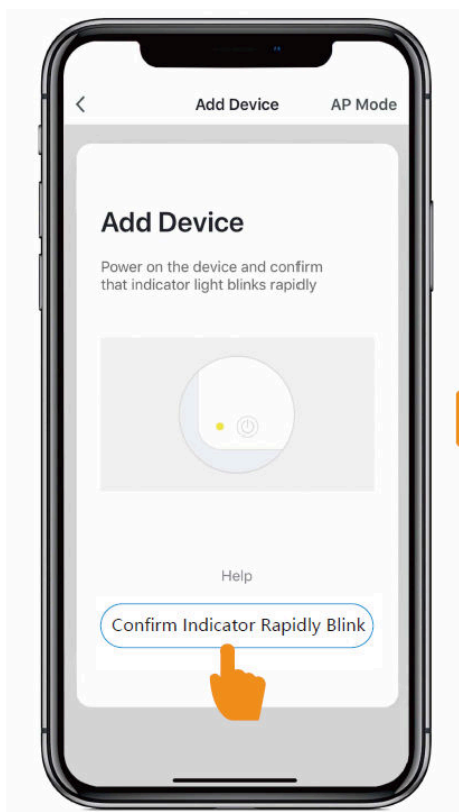 Add Device AP Mode
Add Device
Power on the device and confirm
that indicator light blinks rapidly
Help
Confirm Indicator Rapidly Blink